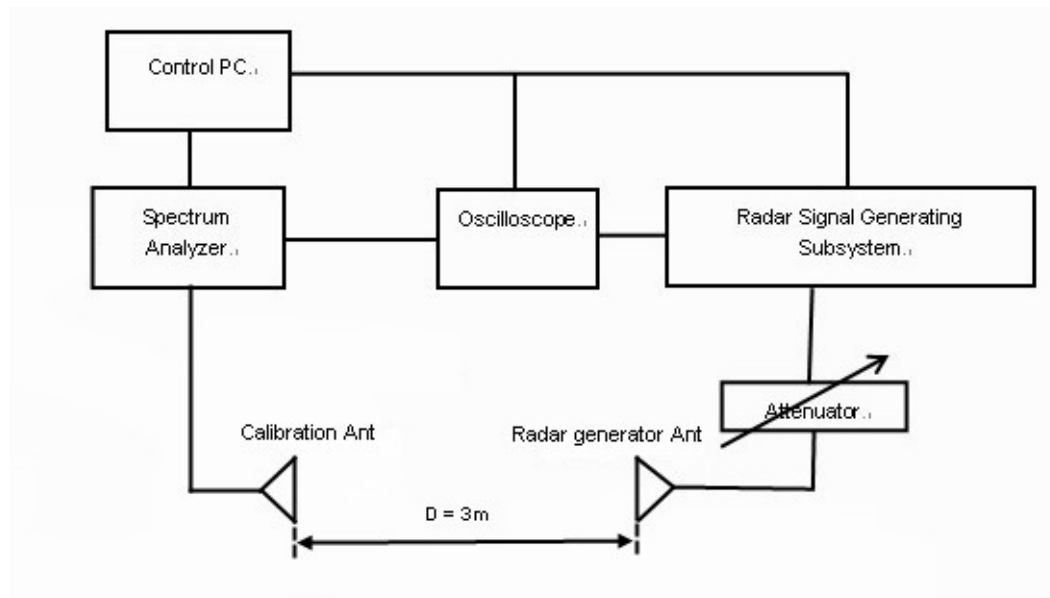 Control PC
Spectrum
Analyzer
Oscilloscope
Radar Signal Generating
Subsystem
Attenuator
Calibration Ant
Radar generator Ant
D = 3m